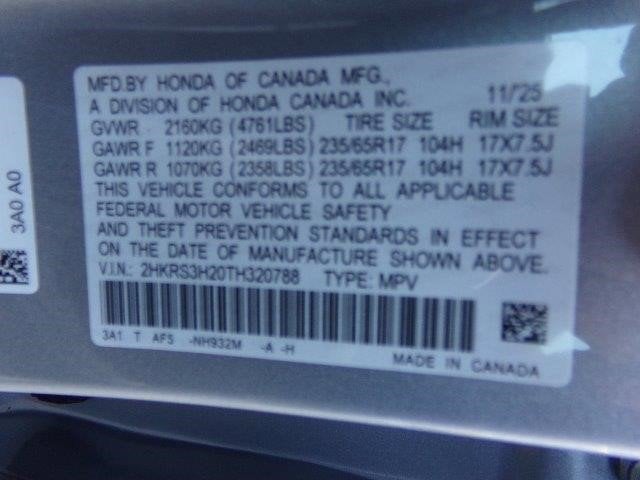 MFD.BY HONDA OF CANADA MFG.,
A DIVISION OF HONDA CANADA INC. 11/'25
GVWR 2160KG (4761LBS) TIRE SIZE RIM SIZE
GAWR F 1120KG (2469LBS) 235/65R17 104H 17X7.5J
GAWR R 1070KG (2358LBS) 235/65R17 104H 17X7.5J
THIS VEHICLE CONFORMS TO ALL APPLICABLE
FEDERAL MOTOR VEHICLE SAFETY
AND THEFT PREVENTION STANDARDS IN EFFECT
ON THE DATE OF MANUFACTURE SHOWN ABOVE.
V.I.N.: 2HKRS3H20TH320788 TYPE: MPV
3A1 T AF5 -NH932M -A -H
MADE IN CANADA
3A0 A0